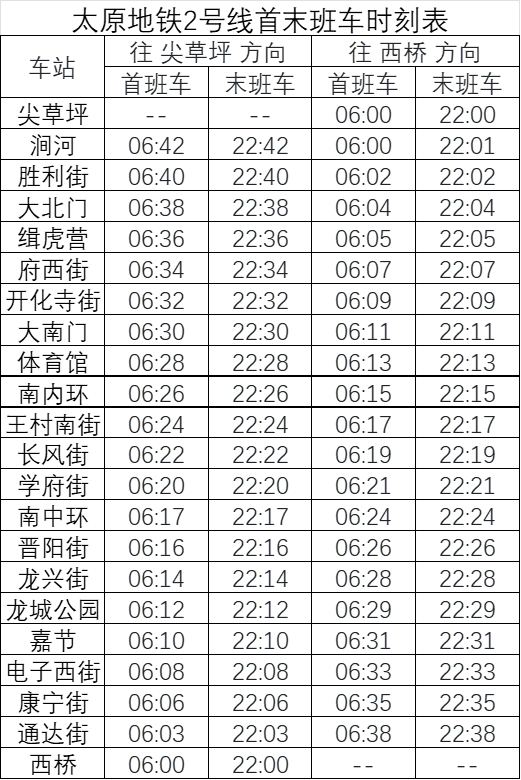 太原地铁2号线首末班车时刻表
车站 往 尖草坪 方向 往 西桥 方向
首班车 末班车 首班车 末班车
尖草坪 -- -- 06:00 22:00
涧河 06:42 22:42 06:00 22:01
胜利街 06:40 22:40 06:02 22:02
大北门 06:38 22:38 06:04 22:04
缉虎营 06:36 22:36 06:05 22:05
府西街 06:34 22:34 06:07 22:07
开化寺街 06:32 22:32 06:09 22:09
大南门 06:30 22:30 06:11 22:11
体育馆 06:28 22:28 06:13 22:13
南内环 06:26 22:26 06:15 22:15
王村南街 06:24 22:24 06:17 22:17
长风街 06:22 22:22 06:19 22:19
学府街 06:20 22:20 06:21 22:21
南中环 06:17 22:17 06:24 22:24
晋阳街 06:16 22:16 06:26 22:26
龙兴街 06:14 22:14 06:28 22:28
龙城公园 06:12 22:12 06:29 22:29
嘉节 06:10 22:10 06:31 22:31
电子西街 06:08 22:08 06:33 22:33
康宁街 06:06 22:06 06:35 22:35
通达街 06:03 22:03 06:38 22:38
西桥 06:00 22:00 -- --